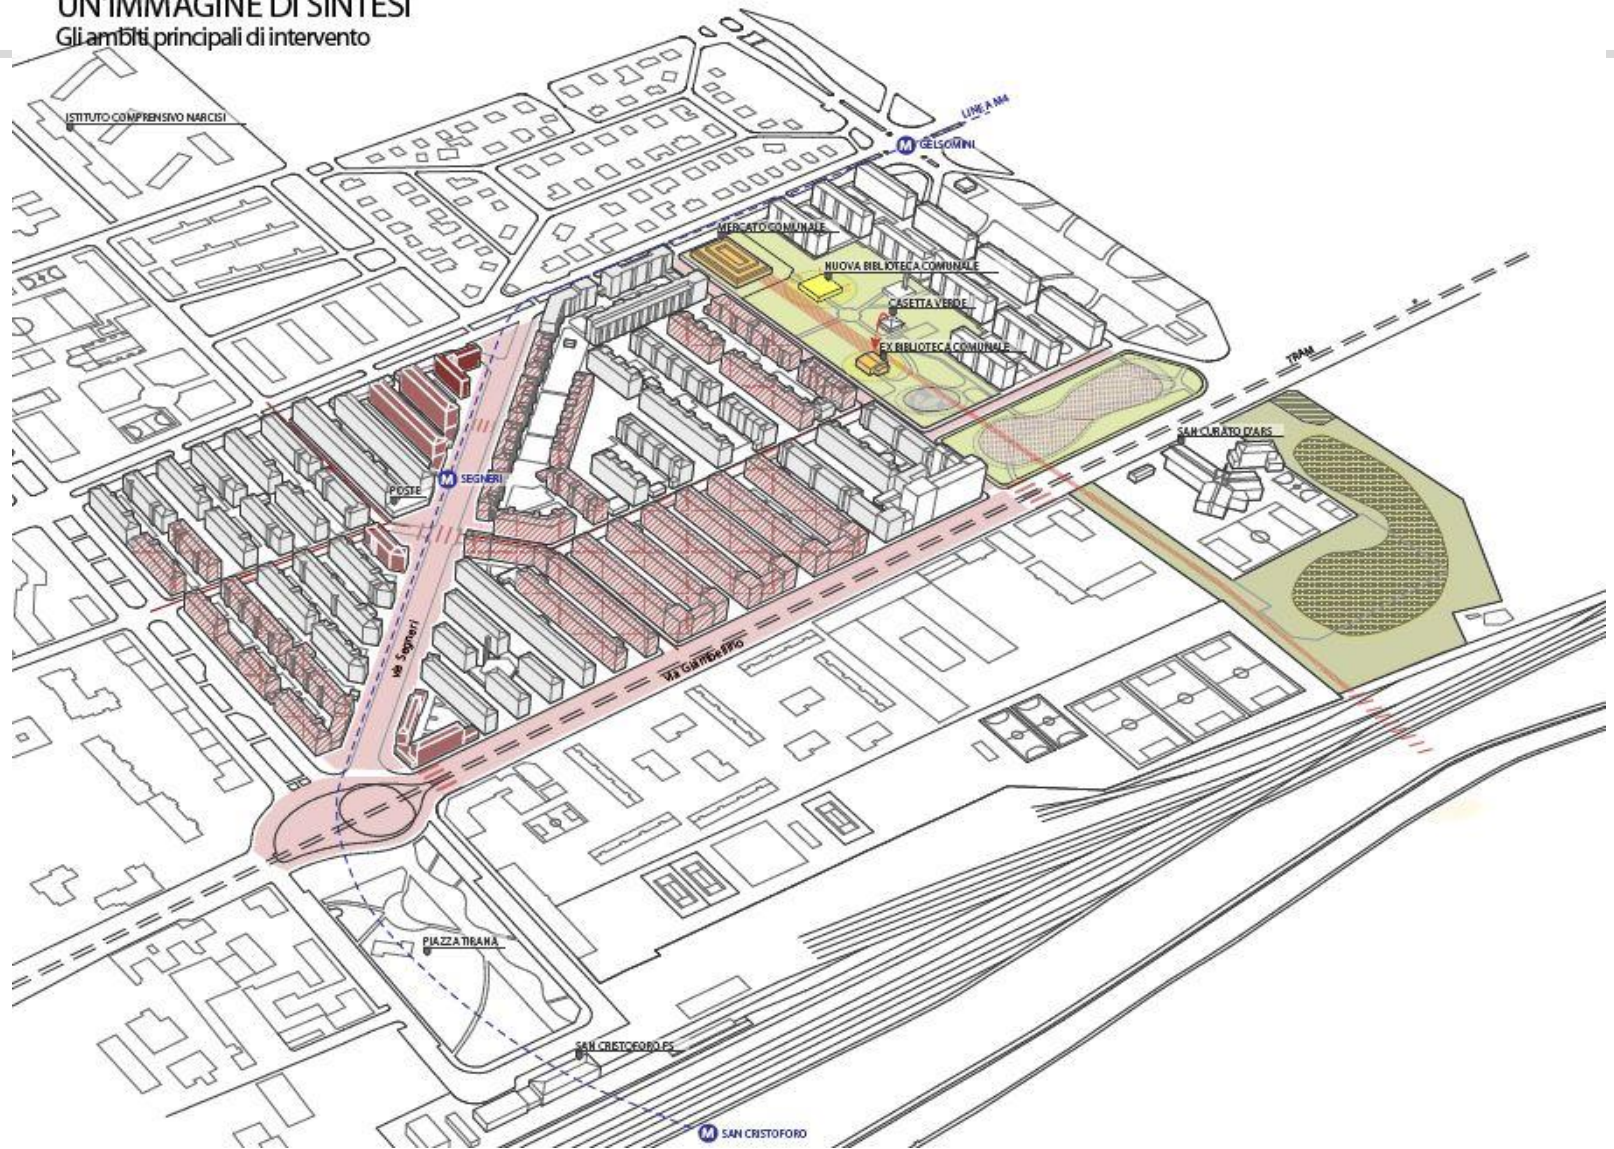 UN'IMMAGINE DI SINTESI
Gli ambiti principali di intervento
ISTITUTO COMPRENSIVO NARCISI
LINEA M4
M GELSOMINI
MERCATO COMUNALE
NUOVA BIBLIOTECA COMUNALE
CASETTA VERDE
EX BIBLIOTECA COMUNALE
TRAM
SAN CURATO D'ARS
M SEGNERI
POSTE
via Segneri
Via Giambellino
PIAZZA TIRANA
SAN CRISTOFORO FS
M SAN CRISTOFORO